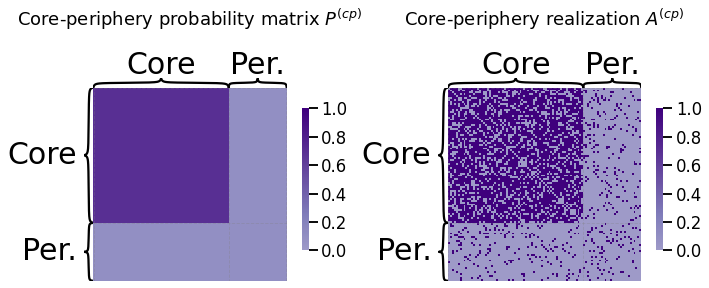 Core-periphery probability matrix P^(cp)
Core Per.
Core
Per.
1.0
0.8
0.6
0.4
0.2
0.0
Core-periphery realization A^(cp)
Core Per.
Core
Per.
1.0
0.8
0.6
0.4
0.2
0.0